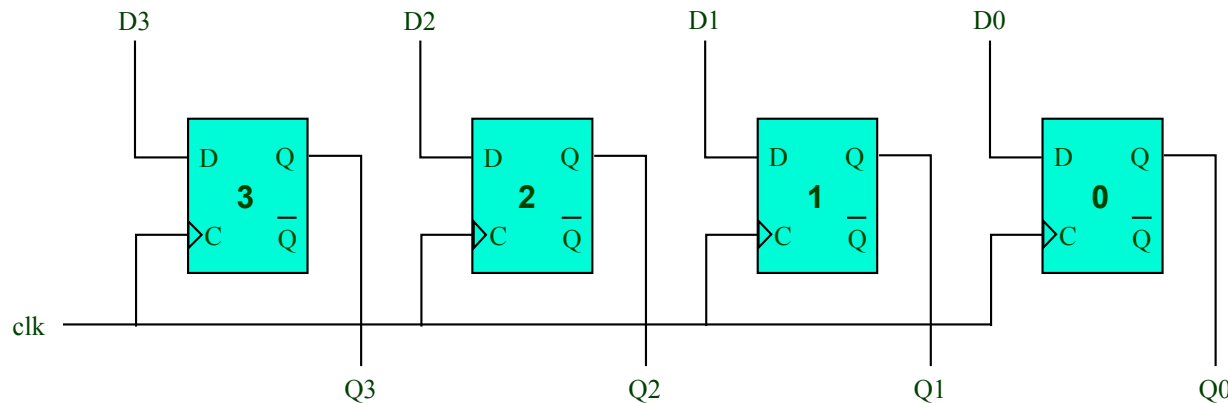 D3 D2 D1 D0
D Q D Q D Q D Q
3 2 1 0
C Q̅ C Q̅ C Q̅ C Q̅
clk
Q3 Q2 Q1 Q0